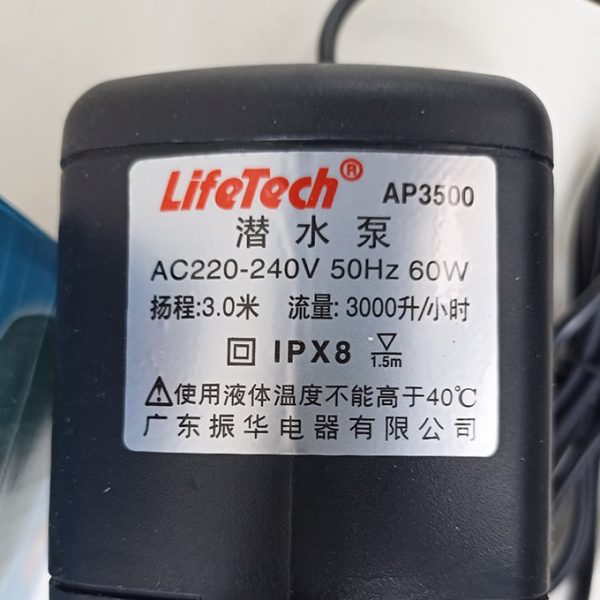 LifeTech® AP3500
潜水泵
AC220-240V 50Hz 60W
扬程:3.0米 流量: 3000升/小时
IPX8 1.5m
⚠使用液体温度不能高于40℃
广东振华电器有限公司